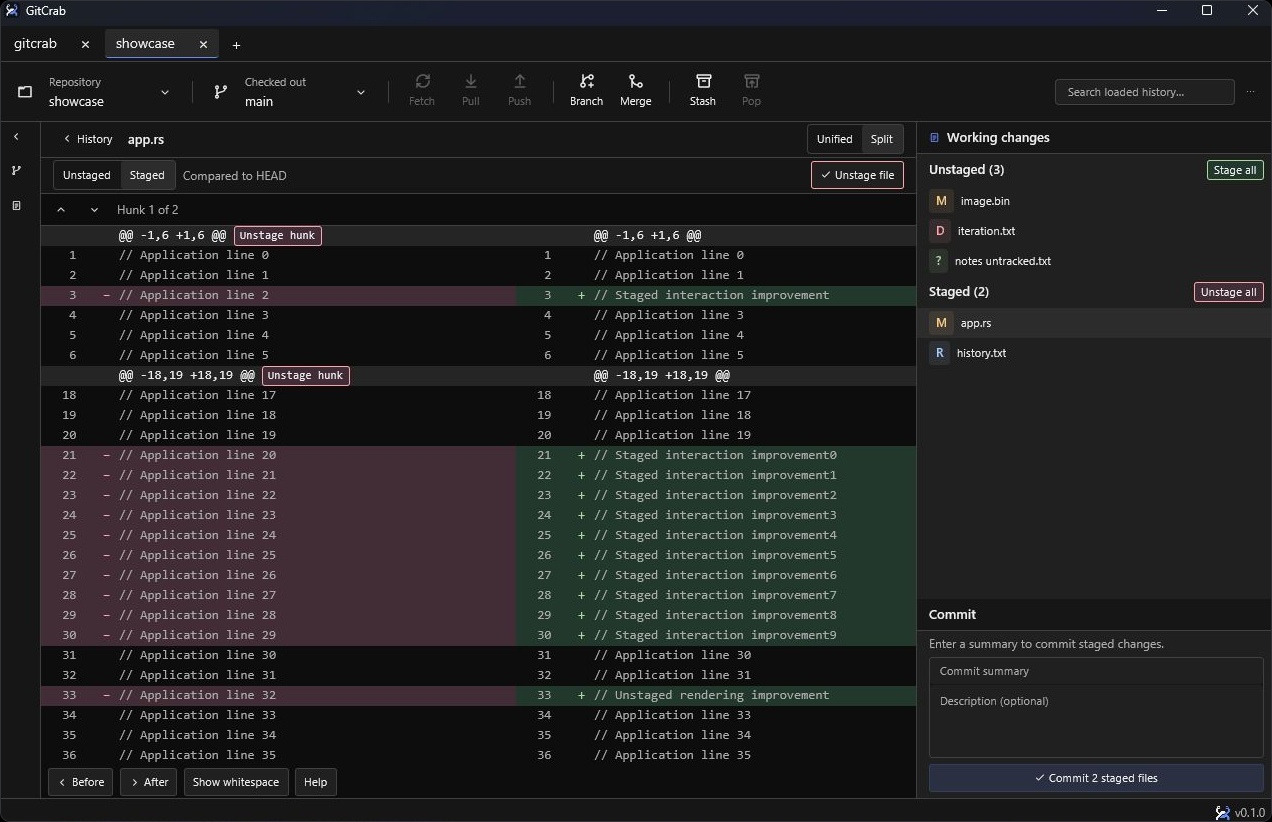 GitCrab
gitcrab × showcase × +
Repository
showcase
Checked out
main
Fetch
Pull
Push
Branch
Merge
Stash
Pop
Search loaded history...
...
History
app.rs
Unified
Split
Unstaged
Staged
Compared to HEAD
✓ Unstage file
Hunk 1 of 2
@@ -1,6 +1,6 @@ Unstage hunk @@ -1,6 +1,6 @@
1 // Application line 0 1 // Application line 0
2 // Application line 1 2 // Application line 1
3 - // Application line 2 3 + // Staged interaction improvement
4 // Application line 3 4 // Application line 3
5 // Application line 4 5 // Application line 4
6 // Application line 5 6 // Application line 5
@@ -18,19 +18,19 @@ Unstage hunk @@ -18,19 +18,19 @@
18 // Application line 17 18 // Application line 17
19 // Application line 18 19 // Application line 18
20 // Application line 19 20 // Application line 19
21 - // Application line 20 21 + // Staged interaction improvement0
22 - // Application line 21 22 + // Staged interaction improvement1
23 - // Application line 22 23 + // Staged interaction improvement2
24 - // Application line 23 24 + // Staged interaction improvement3
25 - // Application line 24 25 + // Staged interaction improvement4
26 - // Application line 25 26 + // Staged interaction improvement5
27 - // Application line 26 27 + // Staged interaction improvement6
28 - // Application line 27 28 + // Staged interaction improvement7
29 - // Application line 28 29 + // Staged interaction improvement8
30 - // Application line 29 30 + // Staged interaction improvement9
31 // Application line 30 31 // Application line 30
32 // Application line 31 32 // Application line 31
33 - // Application line 32 33 + // Unstaged rendering improvement
34 // Application line 33 34 // Application line 33
35 // Application line 34 35 // Application line 34
36 // Application line 35 36 // Application line 35
Before
After
Show whitespace
Help
Working changes
Unstaged (3)
Stage all
M image.bin
D iteration.txt
? notes untracked.txt
Staged (2)
Unstage all
M app.rs
R history.txt
Commit
Enter a summary to commit staged changes.
Commit summary
Description (optional)
✓ Commit 2 staged files
v0.1.0